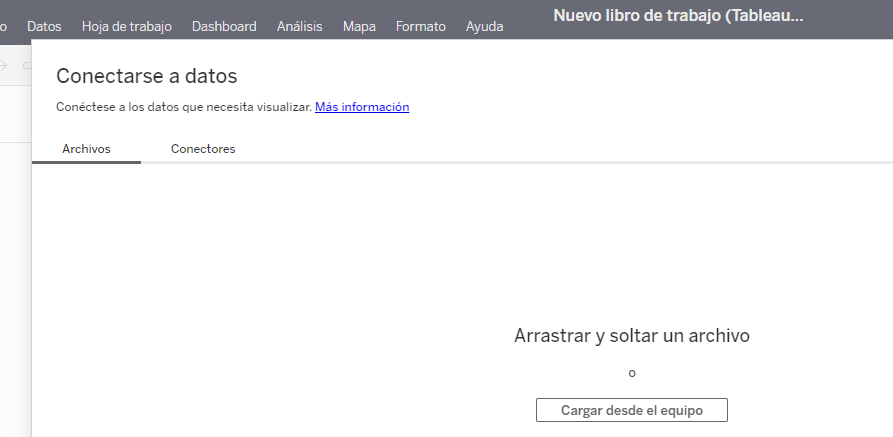 o Datos Hoja de trabajo Dashboard Análisis Mapa Formato Ayuda Nuevo libro de trabajo (Tableau...
Conectarse a datos
Conéctese a los datos que necesita visualizar. Más información
Archivos Conectores
Arrastrar y soltar un archivo
o
Cargar desde el equipo